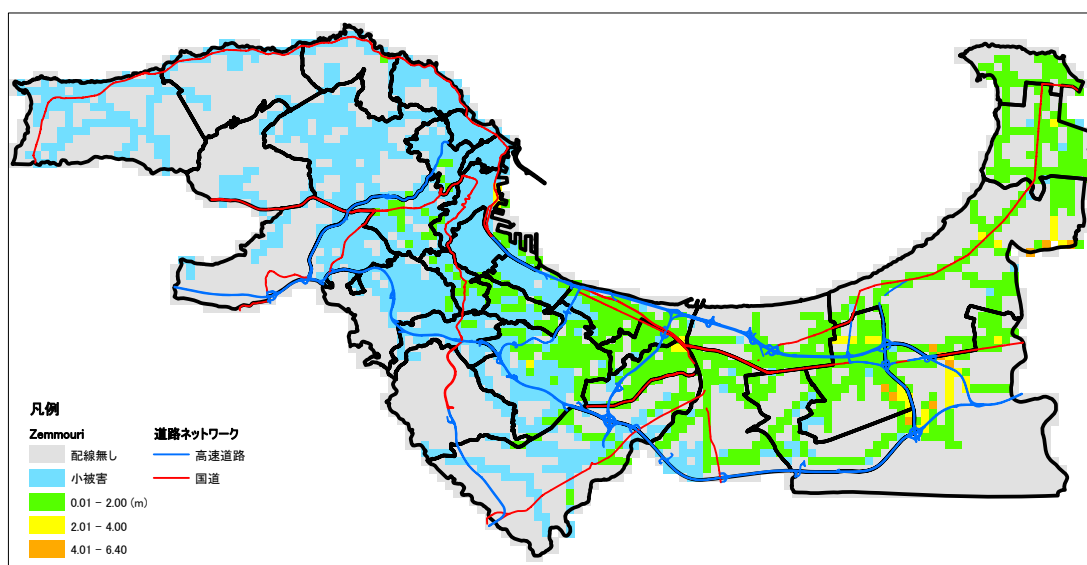 凡例
Zemmouri
配線無し
小被害
0.01 - 2.00 (m)
2.01 - 4.00
4.01 - 6.40
道路ネットワーク
高速道路
国道